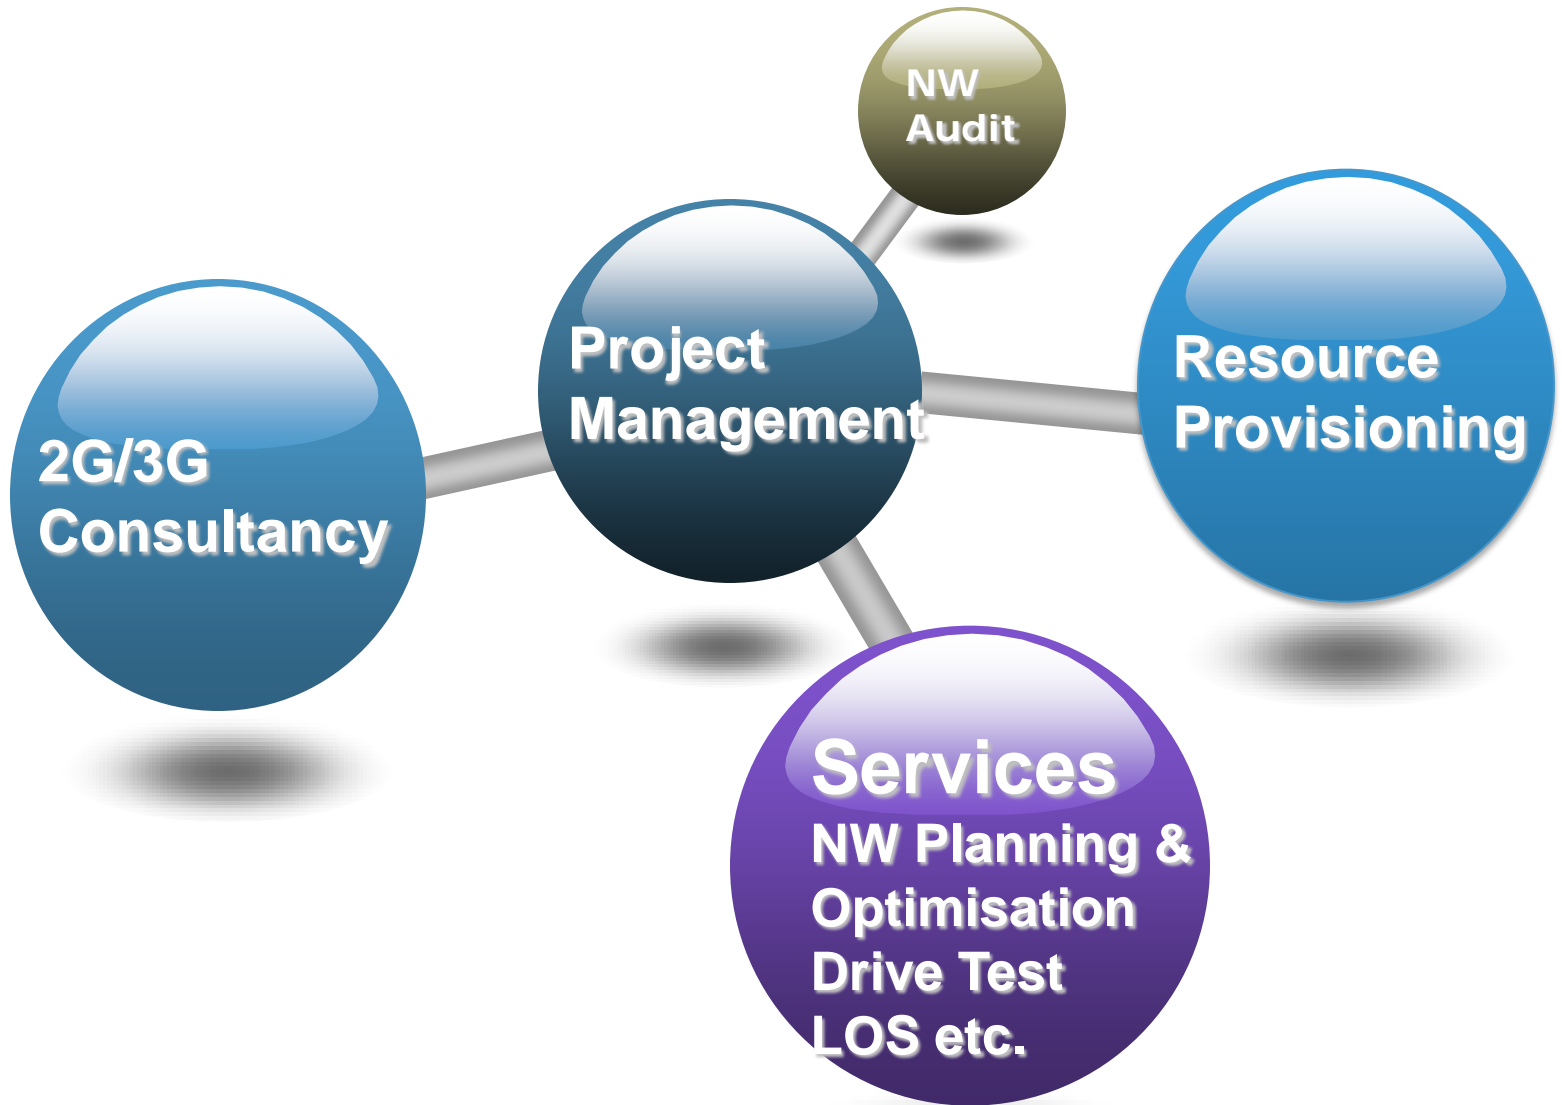 NW
Audit
Project
Management
Resource
Provisioning
2G/3G
Consultancy
Services
NW Planning &
Optimisation
Drive Test
LOS etc.